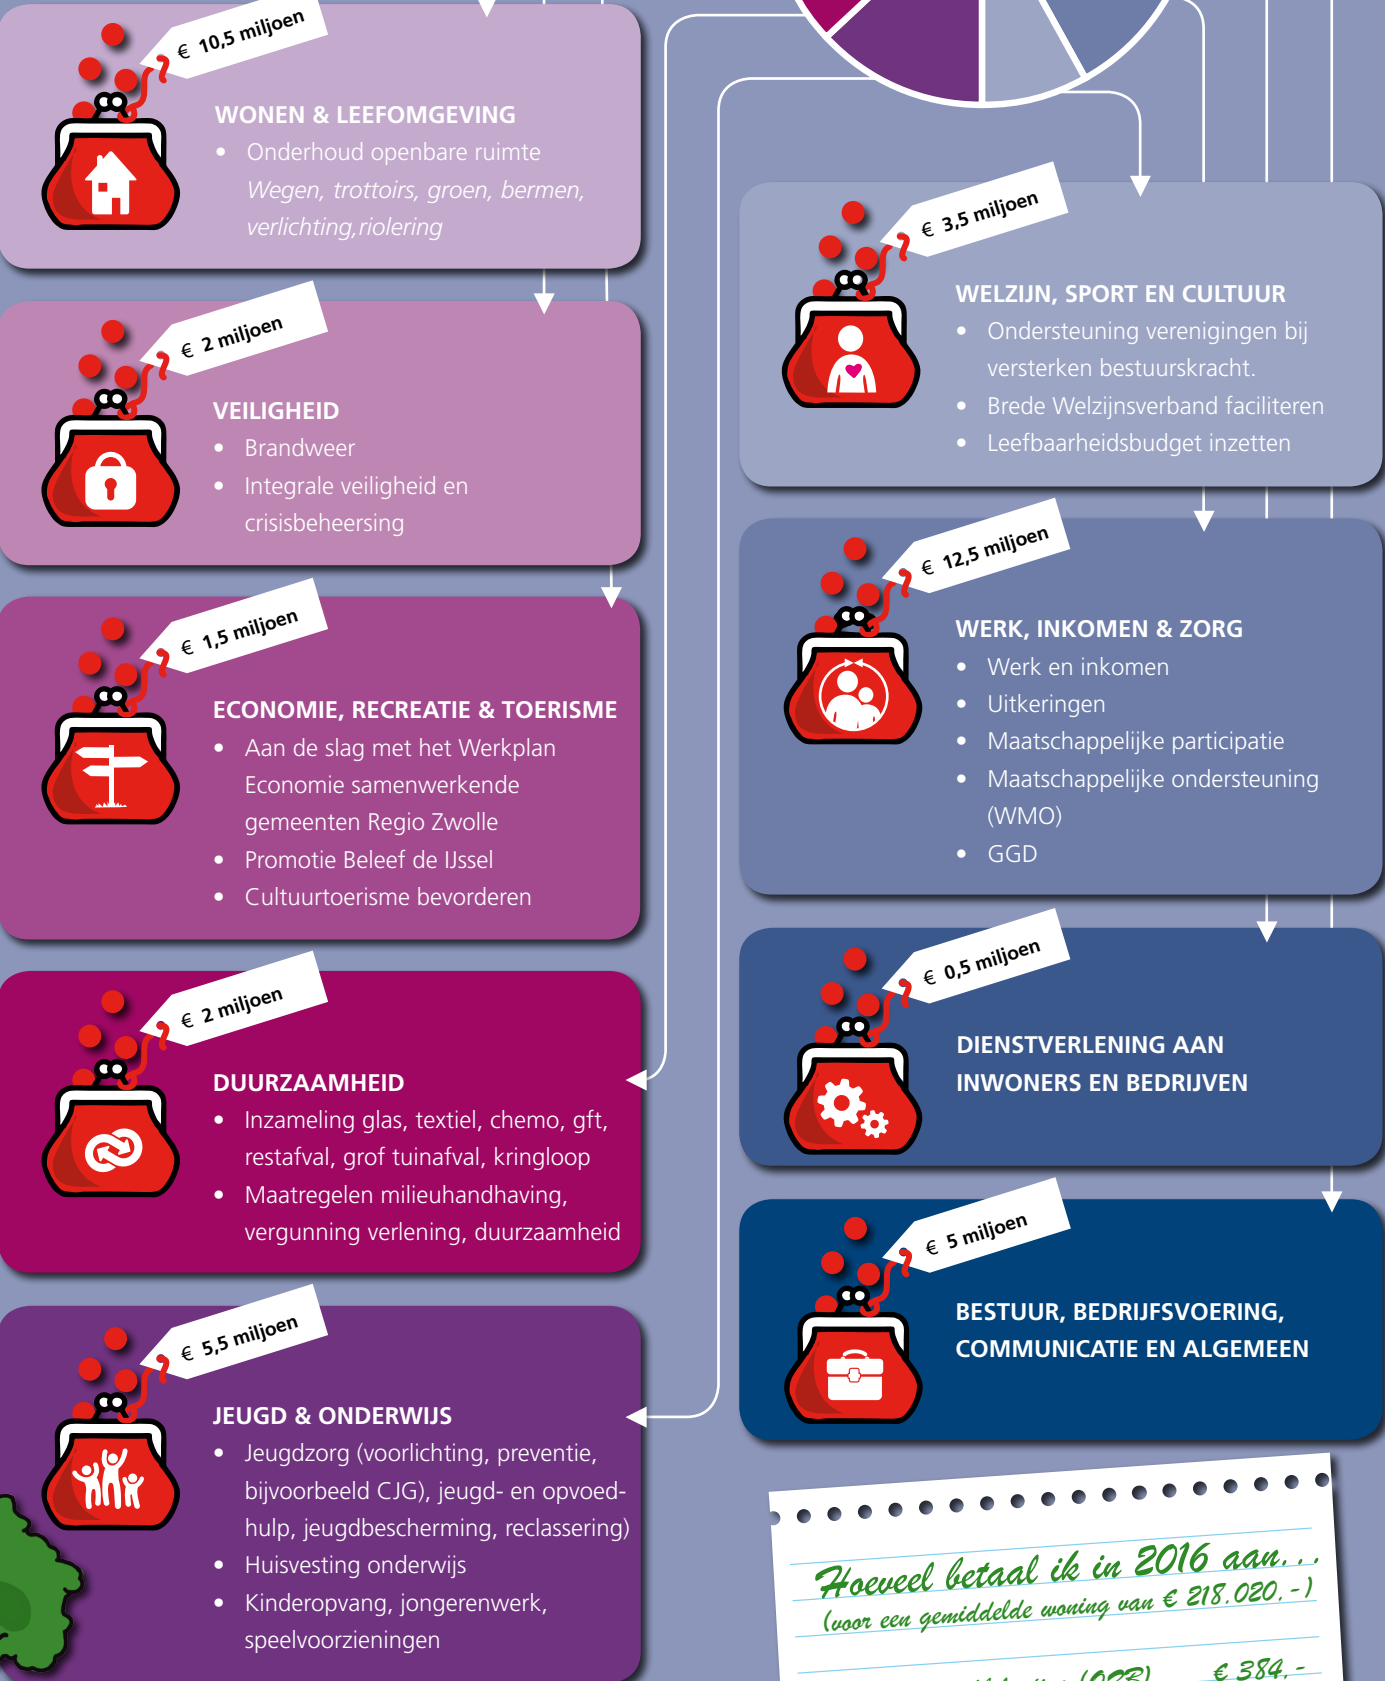 € 10,5 miljoen
WONEN & LEEFOMGEVING
• Onderhoud openbare ruimte
Wegen, trottoirs, groen, bermen,
verlichting,riolering
€ 2 miljoen
VEILIGHEID
• Brandweer
• Integrale veiligheid en
crisisbeheersing
€ 1,5 miljoen
ECONOMIE, RECREATIE & TOERISME
• Aan de slag met het Werkplan
Economie samenwerkende
gemeenten Regio Zwolle
• Promotie Beleef de IJssel
• Cultuurtoerisme bevorderen
€ 2 miljoen
DUURZAAMHEID
• Inzameling glas, textiel, chemo, gft,
restafval, grof tuinafval, kringloop
• Maatregelen milieuhandhaving,
vergunning verlening, duurzaamheid
€ 5,5 miljoen
JEUGD & ONDERWIJS
• Jeugdzorg (voorlichting, preventie,
bijvoorbeeld CJG), jeugd- en opvoed-
hulp, jeugdbescherming, reclassering)
• Huisvesting onderwijs
• Kinderopvang, jongerenwerk,
speelvoorzieningen
€ 3,5 miljoen
WELZIJN, SPORT EN CULTUUR
• Ondersteuning verenigingen bij
versterken bestuurskracht.
• Brede Welzijnsverband faciliteren
• Leefbaarheidsbudget inzetten
€ 12,5 miljoen
WERK, INKOMEN & ZORG
• Werk en inkomen
• Uitkeringen
• Maatschappelijke participatie
• Maatschappelijke ondersteuning
(WMO)
• GGD
€ 0,5 miljoen
DIENSTVERLENING AAN
INWONERS EN BEDRIJVEN
€ 5 miljoen
BESTUUR, BEDRIJFSVOERING,
COMMUNICATIE EN ALGEMEEN
Hoeveel betaal ik in 2016 aan...
(voor een gemiddelde woning van € 218.020,-)
(OZB) € 384,-